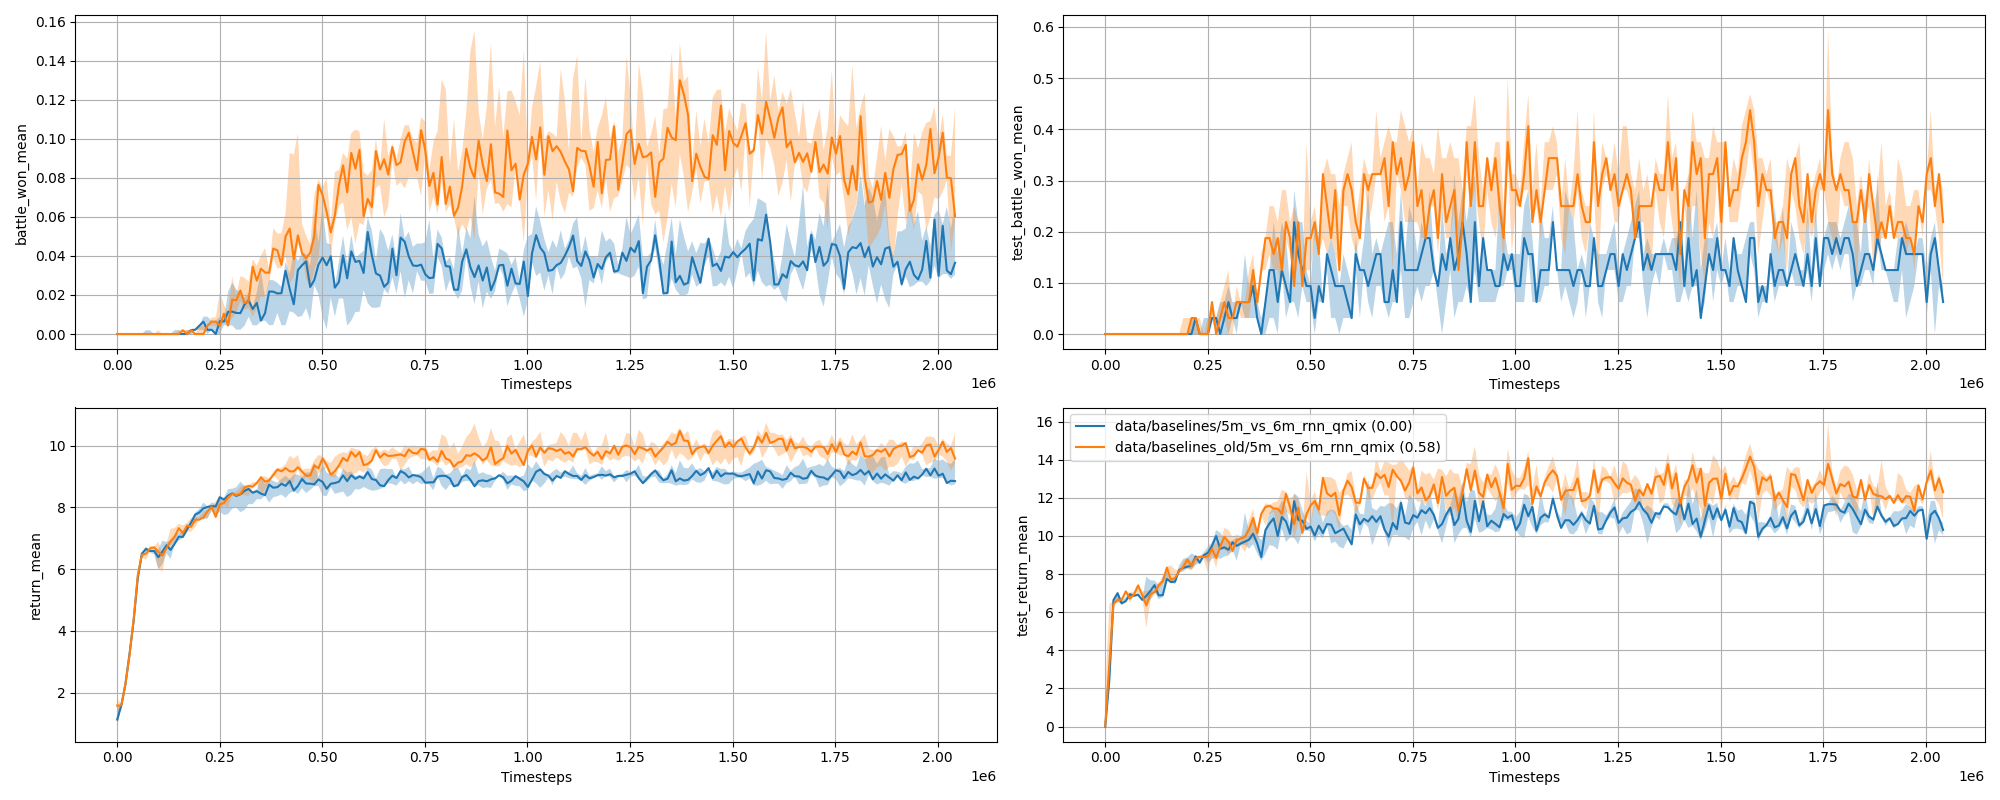 0.16
0.14
0.12
0.10
0.08
0.06
0.04
0.02
0.00
battle_won_mean
0.00 0.25 0.50 0.75 1.00 1.25 1.50 1.75 2.00
Timesteps
1e6
0.6
0.5
0.4
0.3
0.2
0.1
0.0
test_battle_won_mean
0.00 0.25 0.50 0.75 1.00 1.25 1.50 1.75 2.00
Timesteps
1e6
10
8
6
4
2
return_mean
0.00 0.25 0.50 0.75 1.00 1.25 1.50 1.75 2.00
Timesteps
1e6
data/baselines/5m_vs_6m_rnn_qmix (0.00)
data/baselines_old/5m_vs_6m_rnn_qmix (0.58)
16
14
12
10
8
6
4
2
0
test_return_mean
0.00 0.25 0.50 0.75 1.00 1.25 1.50 1.75 2.00
Timesteps
1e6